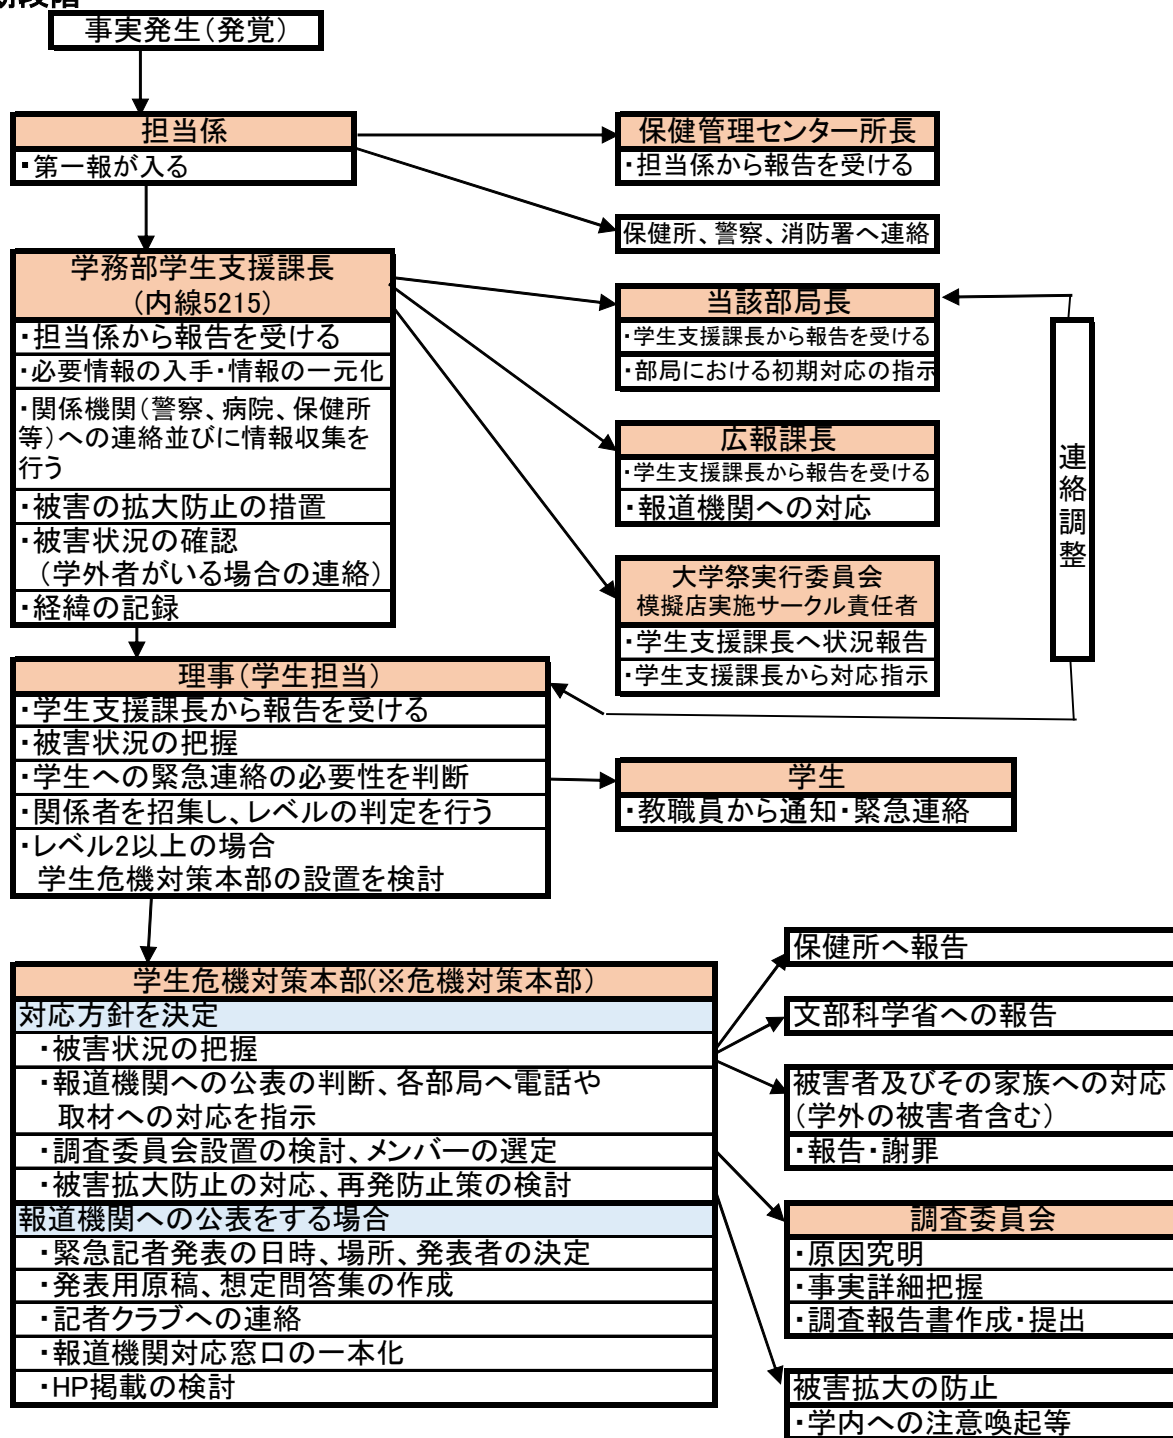 期段階
事実発生（発覚）
担当係
・第一報が入る
保健管理センター所長
・担当係から報告を受ける
保健所、警察、消防署へ連絡
学務部学生支援課長
（内線5215）
・担当係から報告を受ける
・必要情報の入手・情報の一元化
・関係機関（警察、病院、保健所
等）への連絡並びに情報収集を
行う
・被害の拡大防止の措置
・被害状況の確認
（学外者がいる場合の連絡）
・経緯の記録
当該部局長
・学生支援課長から報告を受ける
・部局における初期対応の指示
広報課長
・学生支援課長から報告を受ける
・報道機関への対応
大学祭実行委員会
模擬店実施サークル責任者
・学生支援課長へ状況報告
・学生支援課長から対応指示
連絡調整
理事（学生担当）
・学生支援課長から報告を受ける
・被害状況の把握
・学生への緊急連絡の必要性を判断
・関係者を招集し、レベルの判定を行う
・レベル2以上の場合
学生危機対策本部の設置を検討
学生
・教職員から通知・緊急連絡
学生危機対策本部(※危機対策本部）
対応方針を決定
・被害状況の把握
・報道機関への公表の判断、各部局へ電話や
取材への対応を指示
・調査委員会設置の検討、メンバーの選定
・被害拡大防止の対応、再発防止策の検討
報道機関への公表をする場合
・緊急記者発表の日時、場所、発表者の決定
・発表用原稿、想定問答集の作成
・記者クラブへの連絡
・報道機関対応窓口の一本化
・HP掲載の検討
保健所へ報告
文部科学省への報告
被害者及びその家族への対応
（学外の被害者含む）
・報告・謝罪
調査委員会
・原因究明
・事実詳細把握
・調査報告書作成・提出
被害拡大の防止
・学内への注意喚起等